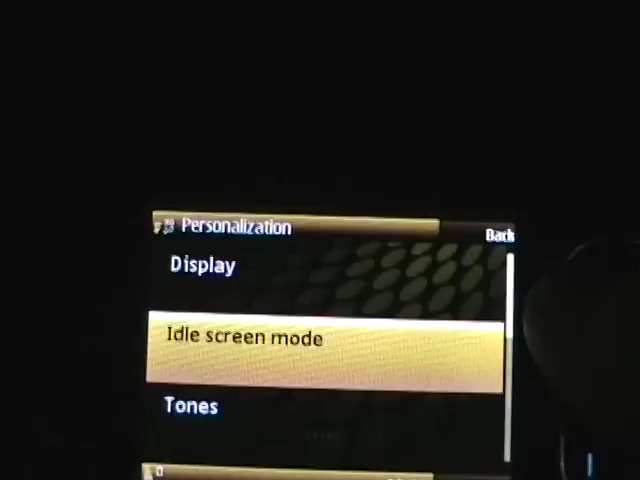 Personalization
Back
Display
Idle screen mode
Tones